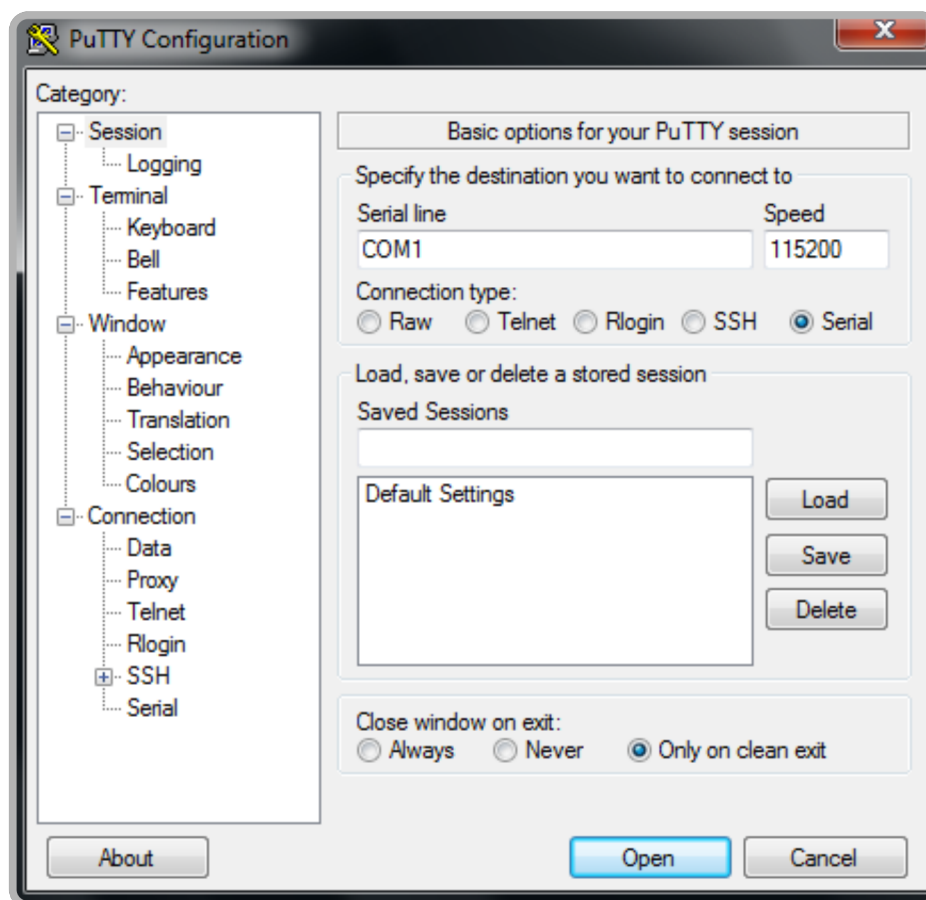 PuTTY Configuration
Category:
Session
Logging
Terminal
Keyboard
Bell
Features
Window
Appearance
Behaviour
Translation
Selection
Colours
Connection
Data
Proxy
Telnet
Rlogin
SSH
Serial
Basic options for your PuTTY session
Specify the destination you want to connect to
Serial line Speed
COM1 115200
Connection type:
Raw Telnet Rlogin SSH Serial
Load, save or delete a stored session
Saved Sessions
Default Settings
Load
Save
Delete
Close window on exit:
Always Never Only on clean exit
About Open Cancel